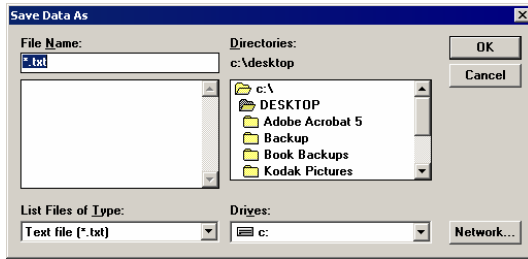 Save Data As
File Name:
*.txt
Directories:
c:\desktop
c:\
DESKTOP
Adobe Acrobat 5
Backup
Book Backups
Kodak Pictures
OK
Cancel
List Files of Type:
Text file (*.txt)
Drives:
c:
Network...